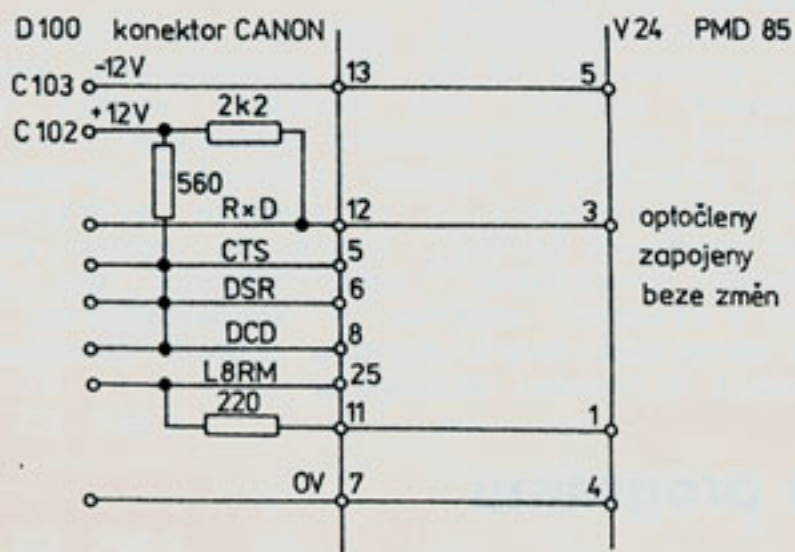 D100 konektor CANON V24 PMD 85
C103 -12V 13 5
C102 +12V 2k2
560
R×D 12 3 optočleny
CTS 5 zapojeny
DSR 6 beze změn
DCD 8
L8RM 25
220 11 1
0V 7 4